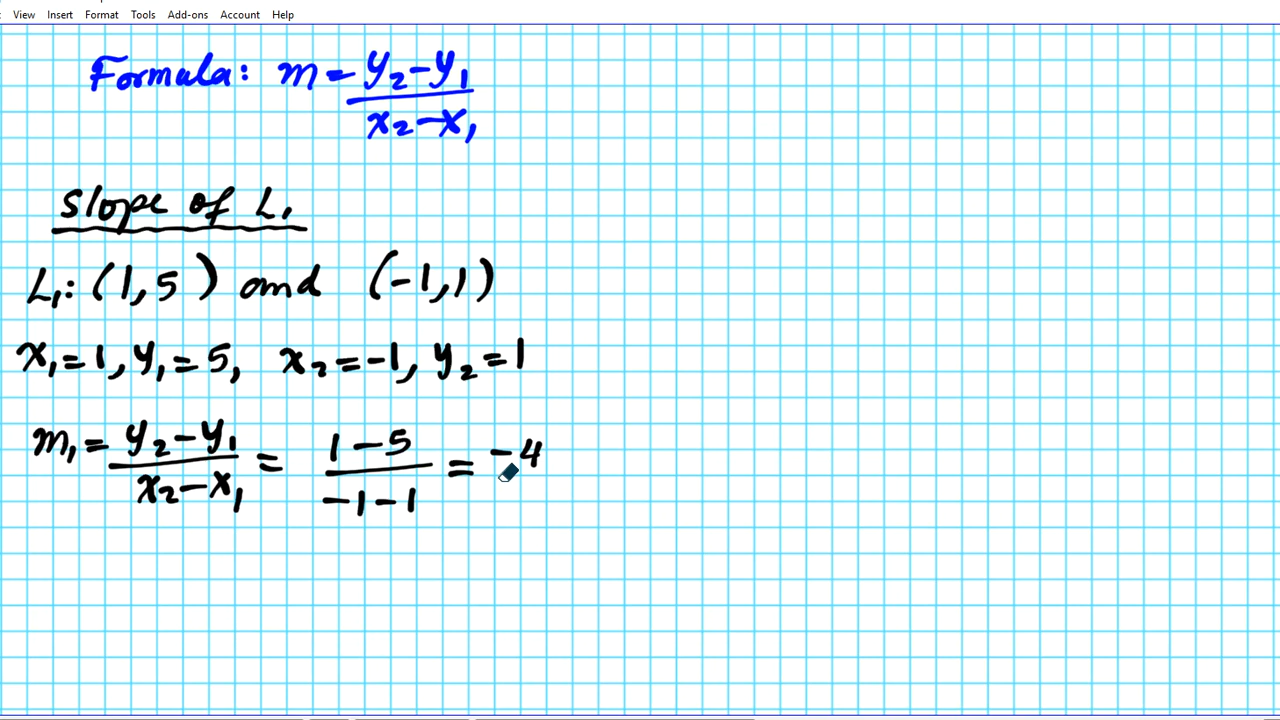 View Insert Format Tools Add-ons Account Help
Formula: m = y₂-y₁
x₂-x₁
Slope of L₁
L₁: (1, 5) and (-1, 1)
x₁=1, y₁=5, x₂=-1, y₂=1
m₁ = y₂-y₁ = 1-5 = -4
x₂-x₁ -1-1